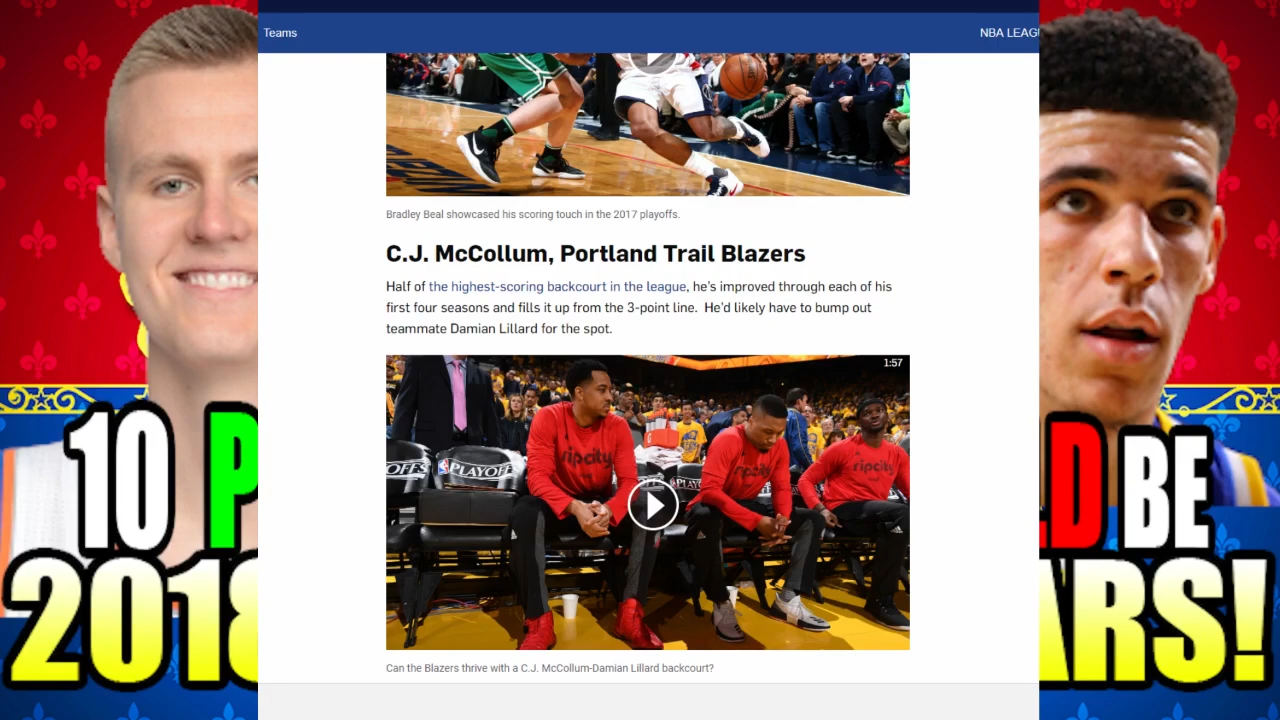 Teams
NBA LEAGU
Bradley Beal showcased his scoring touch in the 2017 playoffs.
C.J. McCollum, Portland Trail Blazers
Half of the highest-scoring backcourt in the league, he's improved through each of his
first four seasons and fills it up from the 3-point line. He'd likely have to bump out
teammate Damian Lillard for the spot.
1:57
OFFS
PLAYOFFS
PLAYO
ripcity
ripcity
ripcity
Can the Blazers thrive with a C.J. McCollum-Damian Lillard backcourt?
10 P
D BE
2018
ARS!